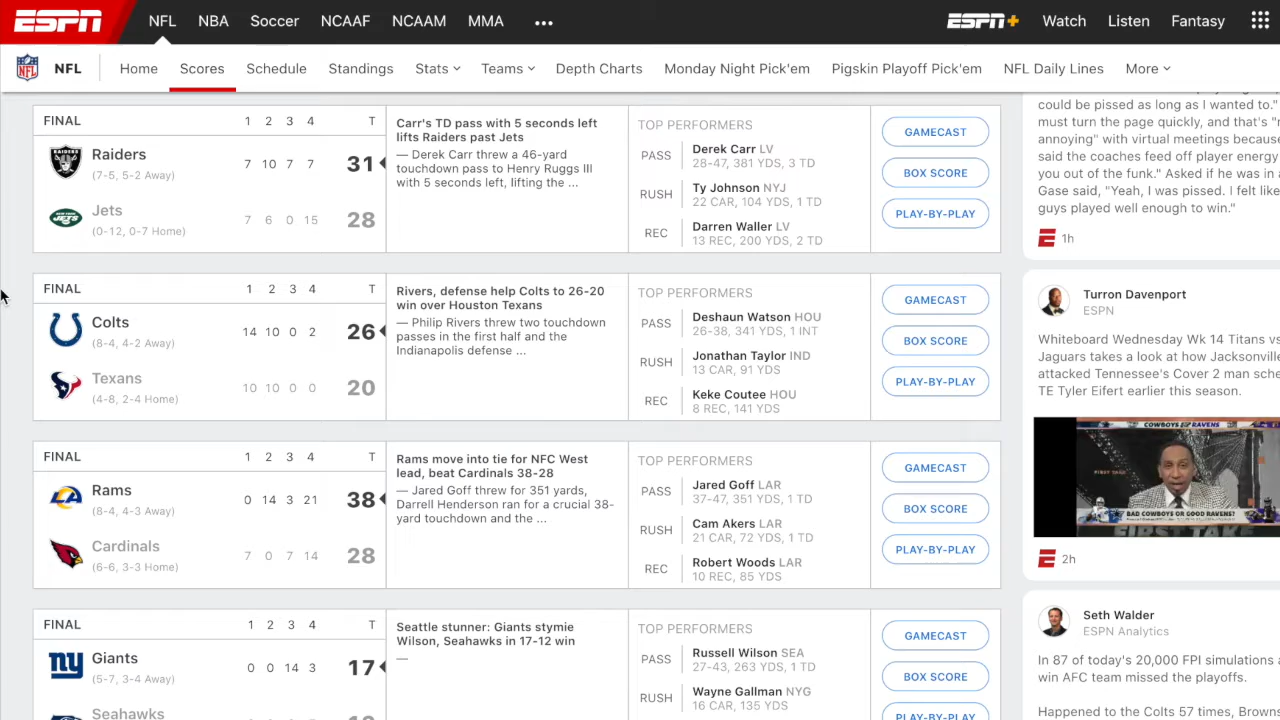 ESPN NFL NBA Soccer NCAAF NCAAM MMA ••• ESPN+ Watch Listen Fantasy
NFL NFL Home Scores Schedule Standings Stats Teams Depth Charts Monday Night Pick'em Pigskin Playoff Pick'em NFL Daily Lines More
FINAL 1 2 3 4 T
RAIDERS Raiders 7 10 7 7 31
(7-5, 5-2 Away)
JETS Jets 7 6 0 15 28
(0-12, 0-7 Home)
Carr's TD pass with 5 seconds left
lifts Raiders past Jets
— Derek Carr threw a 46-yard
touchdown pass to Henry Ruggs III
with 5 seconds left, lifting the ...
TOP PERFORMERS
PASS Derek Carr LV
28-47, 381 YDS, 3 TD
RUSH Ty Johnson NYJ
22 CAR, 104 YDS, 1 TD
REC Darren Waller LV
13 REC, 200 YDS, 2 TD
GAMECAST
BOX SCORE
PLAY-BY-PLAY
FINAL 1 2 3 4 T
Colts 14 10 0 2 26
(8-4, 4-2 Away)
Texans 10 10 0 0 20
(4-8, 2-4 Home)
Rivers, defense help Colts to 26-20
win over Houston Texans
— Philip Rivers threw two touchdown
passes in the first half and the
Indianapolis defense ...
TOP PERFORMERS
PASS Deshaun Watson HOU
26-38, 341 YDS, 1 INT
RUSH Jonathan Taylor IND
13 CAR, 91 YDS
REC Keke Coutee HOU
8 REC, 141 YDS
GAMECAST
BOX SCORE
PLAY-BY-PLAY
FINAL 1 2 3 4 T
Rams 0 14 3 21 38
(8-4, 4-3 Away)
Cardinals 7 0 7 14 28
(6-6, 3-3 Home)
Rams move into tie for NFC West
lead, beat Cardinals 38-28
— Jared Goff threw for 351 yards,
Darrell Henderson ran for a crucial 38-
yard touchdown and the ...
TOP PERFORMERS
PASS Jared Goff LAR
37-47, 351 YDS, 1 TD
RUSH Cam Akers LAR
21 CAR, 72 YDS, 1 TD
REC Robert Woods LAR
10 REC, 85 YDS
GAMECAST
BOX SCORE
PLAY-BY-PLAY
FINAL 1 2 3 4 T
ny Giants 0 0 14 3 17
(5-7, 3-4 Away)
Seahawks
Seattle stunner: Giants stymie
Wilson, Seahawks in 17-12 win
—
TOP PERFORMERS
PASS Russell Wilson SEA
27-43, 263 YDS, 1 TD
RUSH Wayne Gallman NYG
16 CAR, 135 YDS
GAMECAST
BOX SCORE
PLAY-BY-PLAY
could be pissed as long as I wanted to."
must turn the page quickly, and that's "r
annoying" with virtual meetings because
said the coaches feed off player energy
you out of the funk." Asked if he was in a
Gase said, "Yeah, I was pissed. I felt like
guys played well enough to win."
1h
Turron Davenport
ESPN
Whiteboard Wednesday Wk 14 Titans vs
Jaguars takes a look at how Jacksonville
attacked Tennessee's Cover 2 man sche
TE Tyler Eifert earlier this season.
COWBOYS RAVENS
FIRST TAKE
BAD COWBOYS OR GOOD RAVENS?
2h
Seth Walder
ESPN Analytics
In 87 of today's 20,000 FPI simulations a
win AFC team missed the playoffs.
Happened to the Colts 57 times, Browns